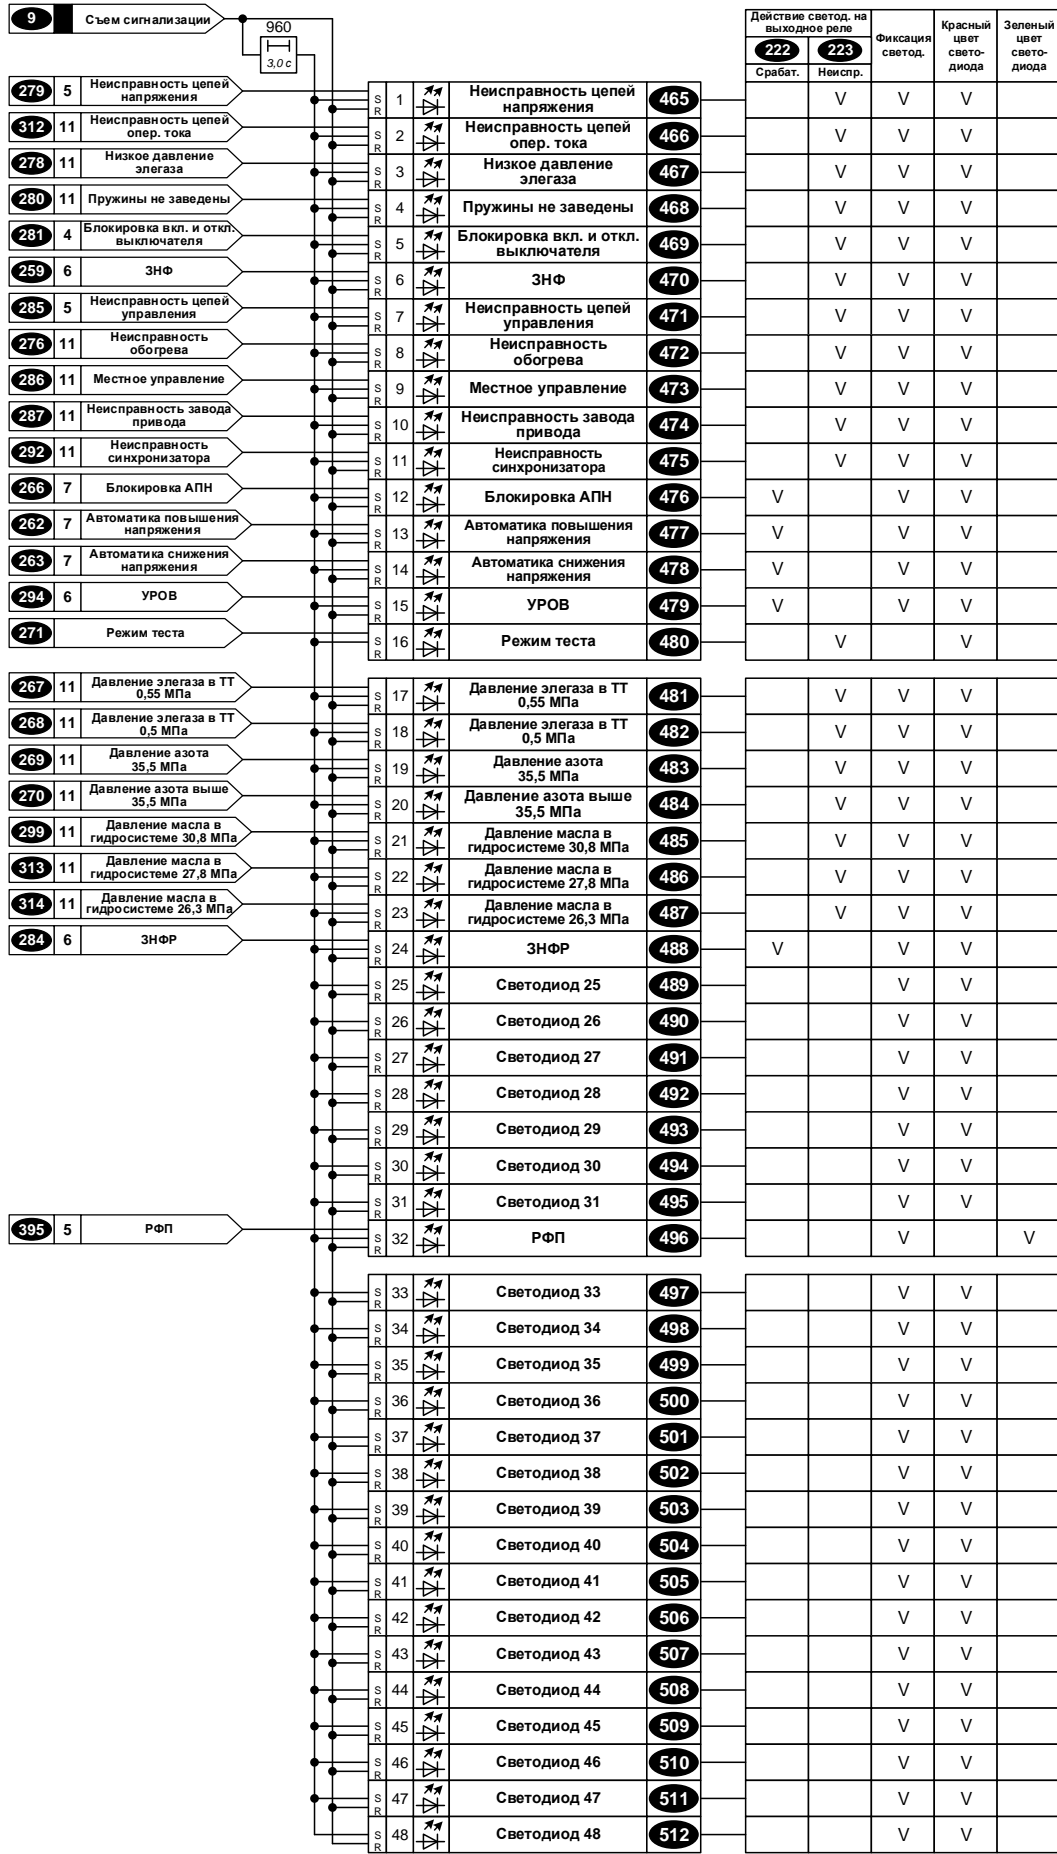 9 Съем сигнализации
960
3,0 с
Действие светод. на
выходное реле
222 223
Сработ. Неиспр.
Фиксация
светод.
Красный
цвет
свето-
диода
Зеленый
цвет
свето-
диода
279 5 Неисправность цепей
напряжения
S R 1 Неисправность цепей
напряжения 465 V V V
312 11 Неисправность цепей
опер. тока
S R 2 Неисправность цепей
опер. тока 466 V V V
278 11 Низкое давление
элегаза
S R 3 Низкое давление
элегаза 467 V V V
280 11 Пружины не заведены
S R 4 Пружины не заведены 468 V V V
281 4 Блокировка вкл. и откл.
выключателя
S R 5 Блокировка вкл. и откл.
выключателя 469 V V V
259 6 ЗНФ
S R 6 ЗНФ 470 V V V
285 5 Неисправность цепей
управления
S R 7 Неисправность цепей
управления 471 V V V
276 11 Неисправность
обогрева
S R 8 Неисправность
обогрева 472 V V V
286 11 Местное управление
S R 9 Местное управление 473 V V V
287 11 Неисправность завода
привода
S R 10 Неисправность завода
привода 474 V V V
292 11 Неисправность
синхронизатора
S R 11 Неисправность
синхронизатора 475 V V V
266 7 Блокировка АПН
S R 12 Блокировка АПН 476 V V V
262 7 Автоматика повышения
напряжения
S R 13 Автоматика повышения
напряжения 477 V V V
263 7 Автоматика снижения
напряжения
S R 14 Автоматика снижения
напряжения 478 V V V
294 6 УРОВ
S R 15 УРОВ 479 V V V
271 Режим теста
S R 16 Режим теста 480 V V
267 11 Давление элегаза в ТТ
0,55 МПа
S R 17 Давление элегаза в ТТ
0,55 МПа 481 V V V
268 11 Давление элегаза в ТТ
0,5 МПа
S R 18 Давление элегаза в ТТ
0,5 МПа 482 V V V
269 11 Давление азота
35,5 МПа
S R 19 Давление азота
35,5 МПа 483 V V V
270 11 Давление азота выше
35,5 МПа
S R 20 Давление азота выше
35,5 МПа 484 V V V
299 11 Давление масла в
гидросистеме 30,8 МПа
S R 21 Давление масла в
гидросистеме 30,8 МПа 485 V V V
313 11 Давление масла в
гидросистеме 27,8 МПа
S R 22 Давление масла в
гидросистеме 27,8 МПа 486 V V V
314 11 Давление масла в
гидросистеме 26,3 МПа
S R 23 Давление масла в
гидросистеме 26,3 МПа 487 V V V
284 6 ЗНФР
S R 24 ЗНФР 488 V V V
S R 25 Светодиод 25 489 V V
S R 26 Светодиод 26 490 V V
S R 27 Светодиод 27 491 V V
S R 28 Светодиод 28 492 V V
S R 29 Светодиод 29 493 V V
S R 30 Светодиод 30 494 V V
S R 31 Светодиод 31 495 V V
395 5 РФП
S R 32 РФП 496 V V
S R 33 Светодиод 33 497 V V
S R 34 Светодиод 34 498 V V
S R 35 Светодиод 35 499 V V
S R 36 Светодиод 36 500 V V
S R 37 Светодиод 37 501 V V
S R 38 Светодиод 38 502 V V
S R 39 Светодиод 39 503 V V
S R 40 Светодиод 40 504 V V
S R 41 Светодиод 41 505 V V
S R 42 Светодиод 42 506 V V
S R 43 Светодиод 43 507 V V
S R 44 Светодиод 44 508 V V
S R 45 Светодиод 45 509 V V
S R 46 Светодиод 46 510 V V
S R 47 Светодиод 47 511 V V
S R 48 Светодиод 48 512 V V